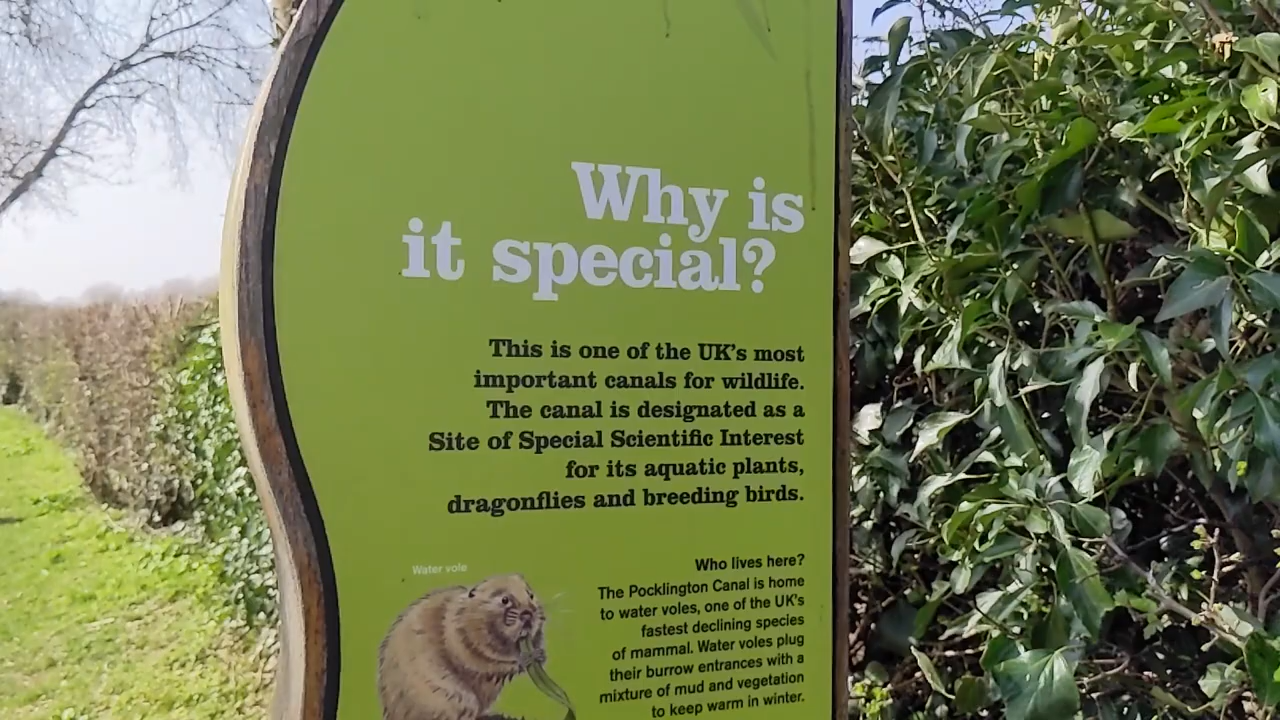 Why is
it special?
This is one of the UK's most
important canals for wildlife.
The canal is designated as a
Site of Special Scientific Interest
for its aquatic plants,
dragonflies and breeding birds.
Water vole
Who lives here?
The Pocklington Canal is home
to water voles, one of the UK's
fastest declining species
of mammal. Water voles plug
their burrow entrances with a
mixture of mud and vegetation
to keep warm in winter.